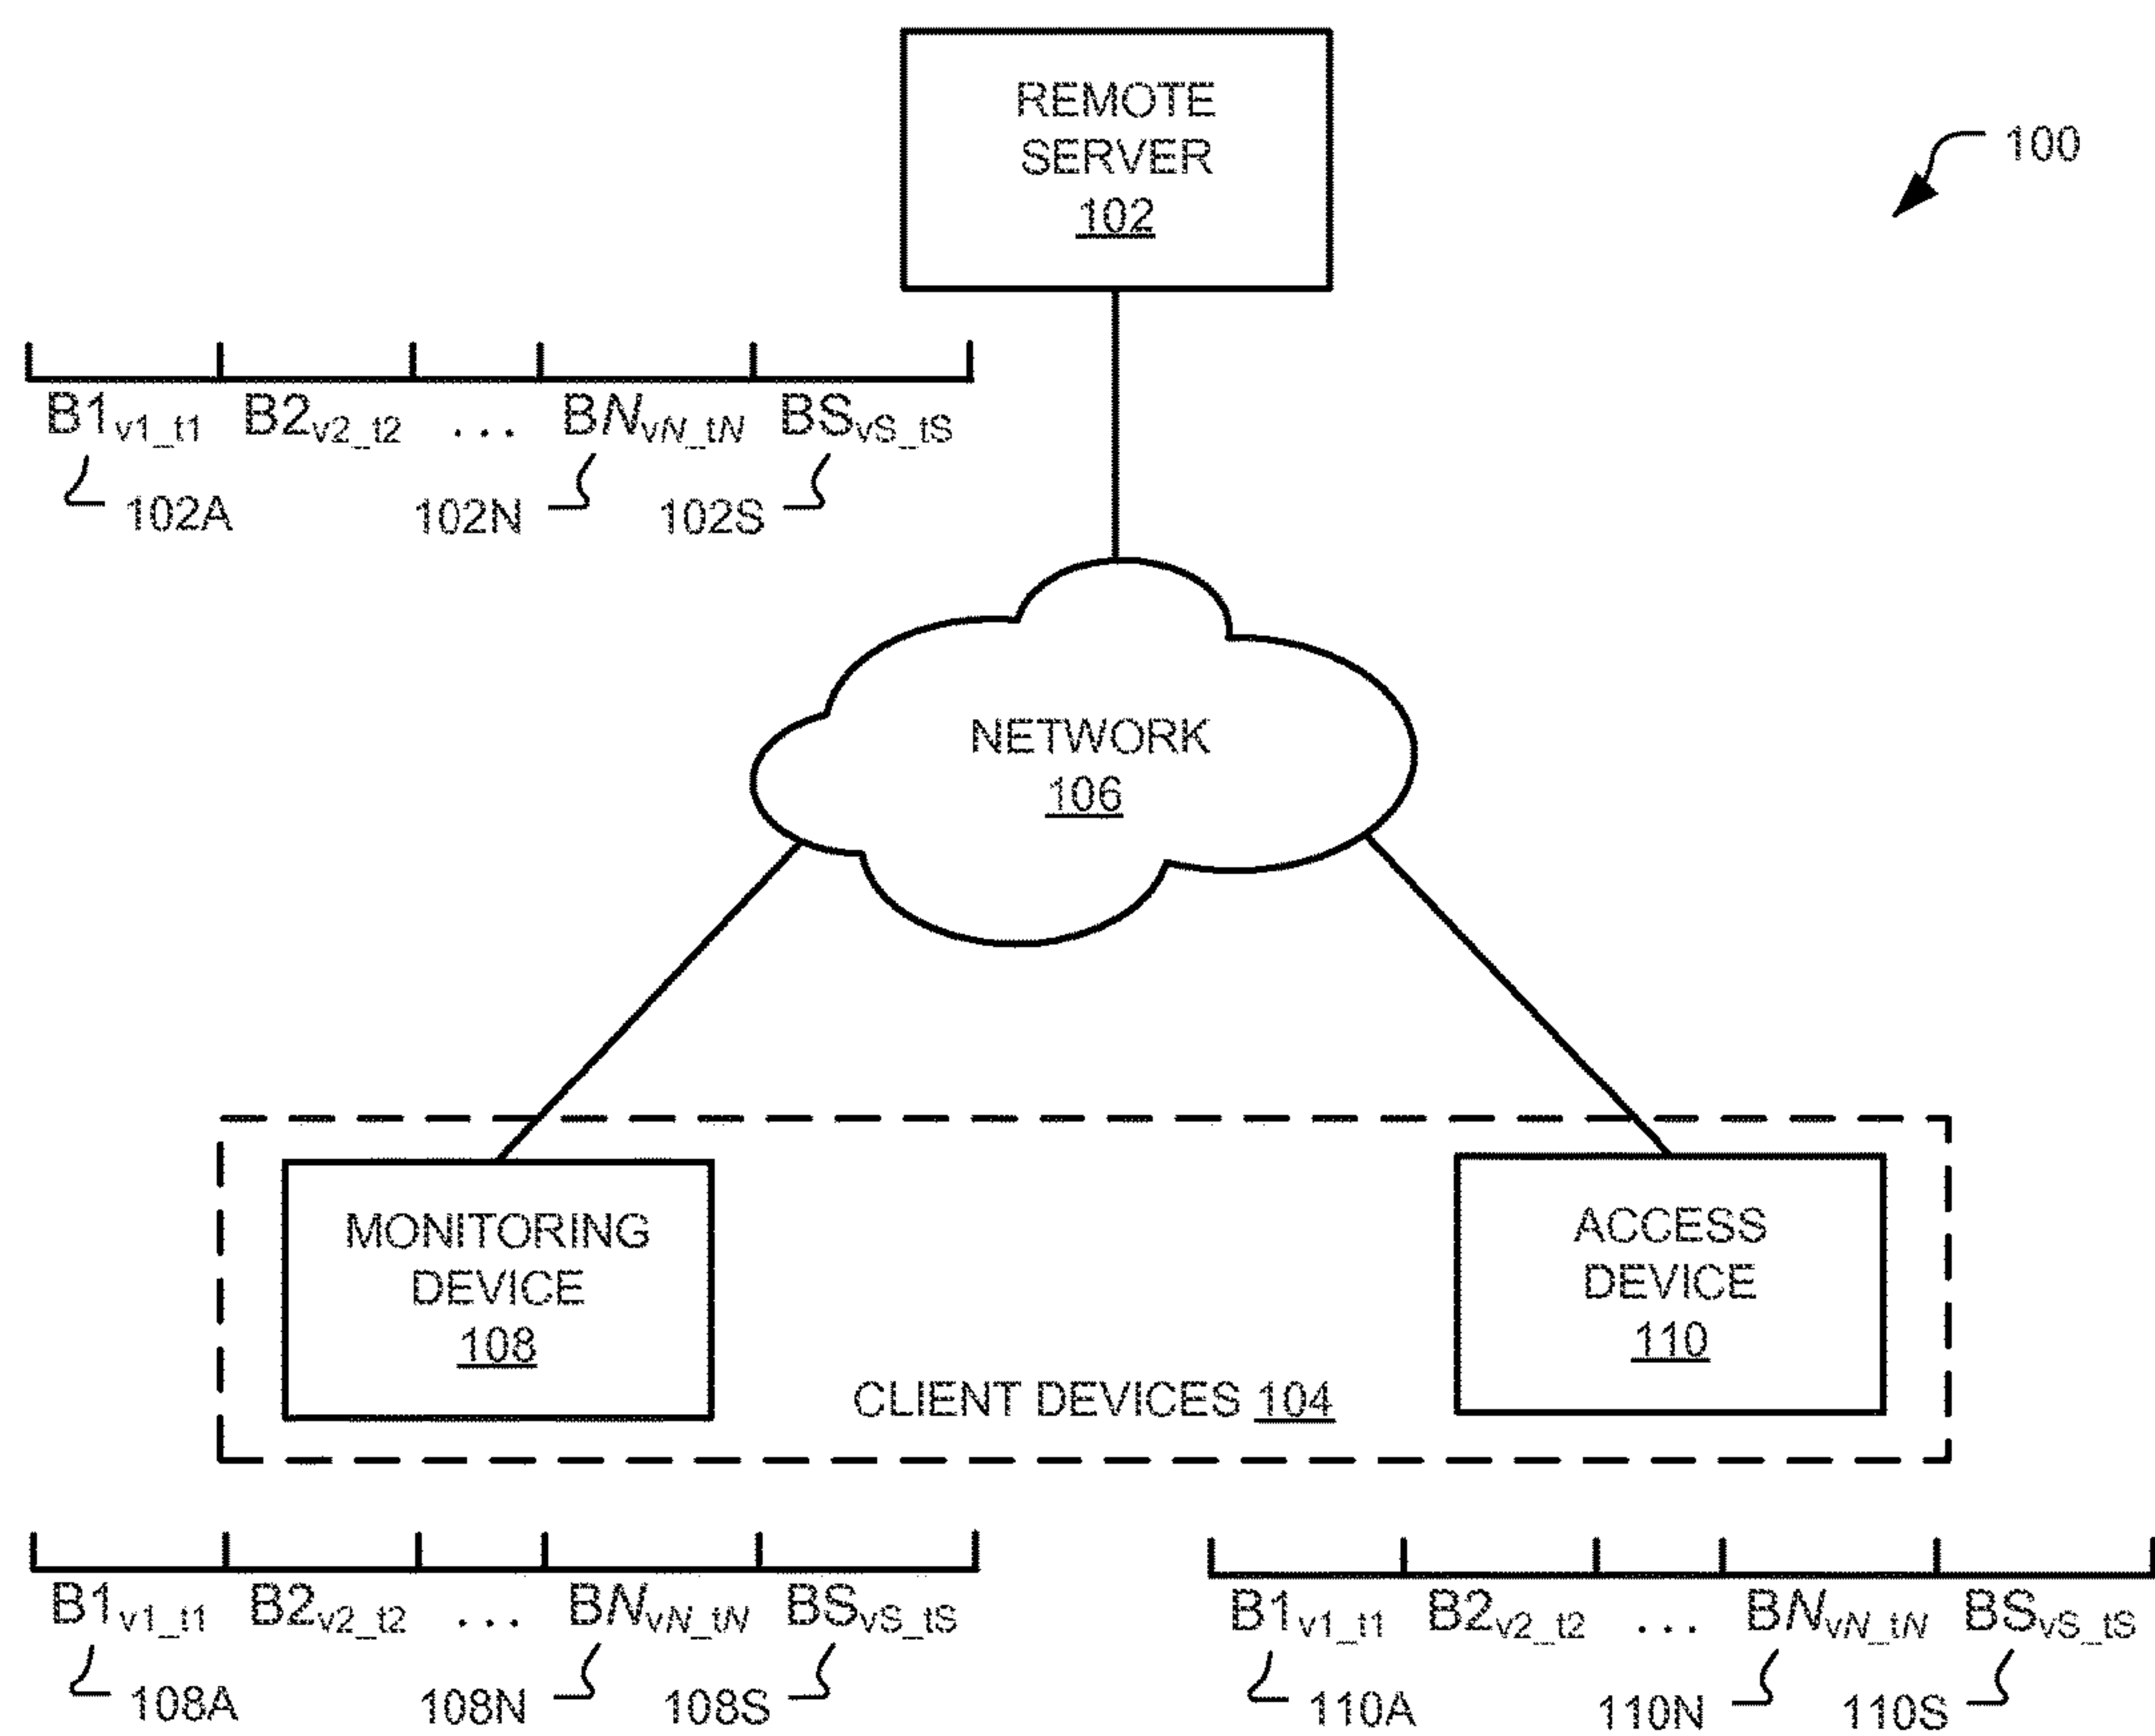 REMOTE
SERVER
102
100
B1v1_t1 B2v2_t2 ... BNvN_tN BSvS_tS
102A 102N 102S
NETWORK
106
MONITORING
DEVICE
108
ACCESS
DEVICE
110
CLIENT DEVICES 104
B1v1_t1 B2v2_t2 ... BNvN_tN BSvS_tS
108A 108N 108S
B1v1_t1 B2v2_t2 ... BNvN_tN BSvS_tS
110A 110N 110S